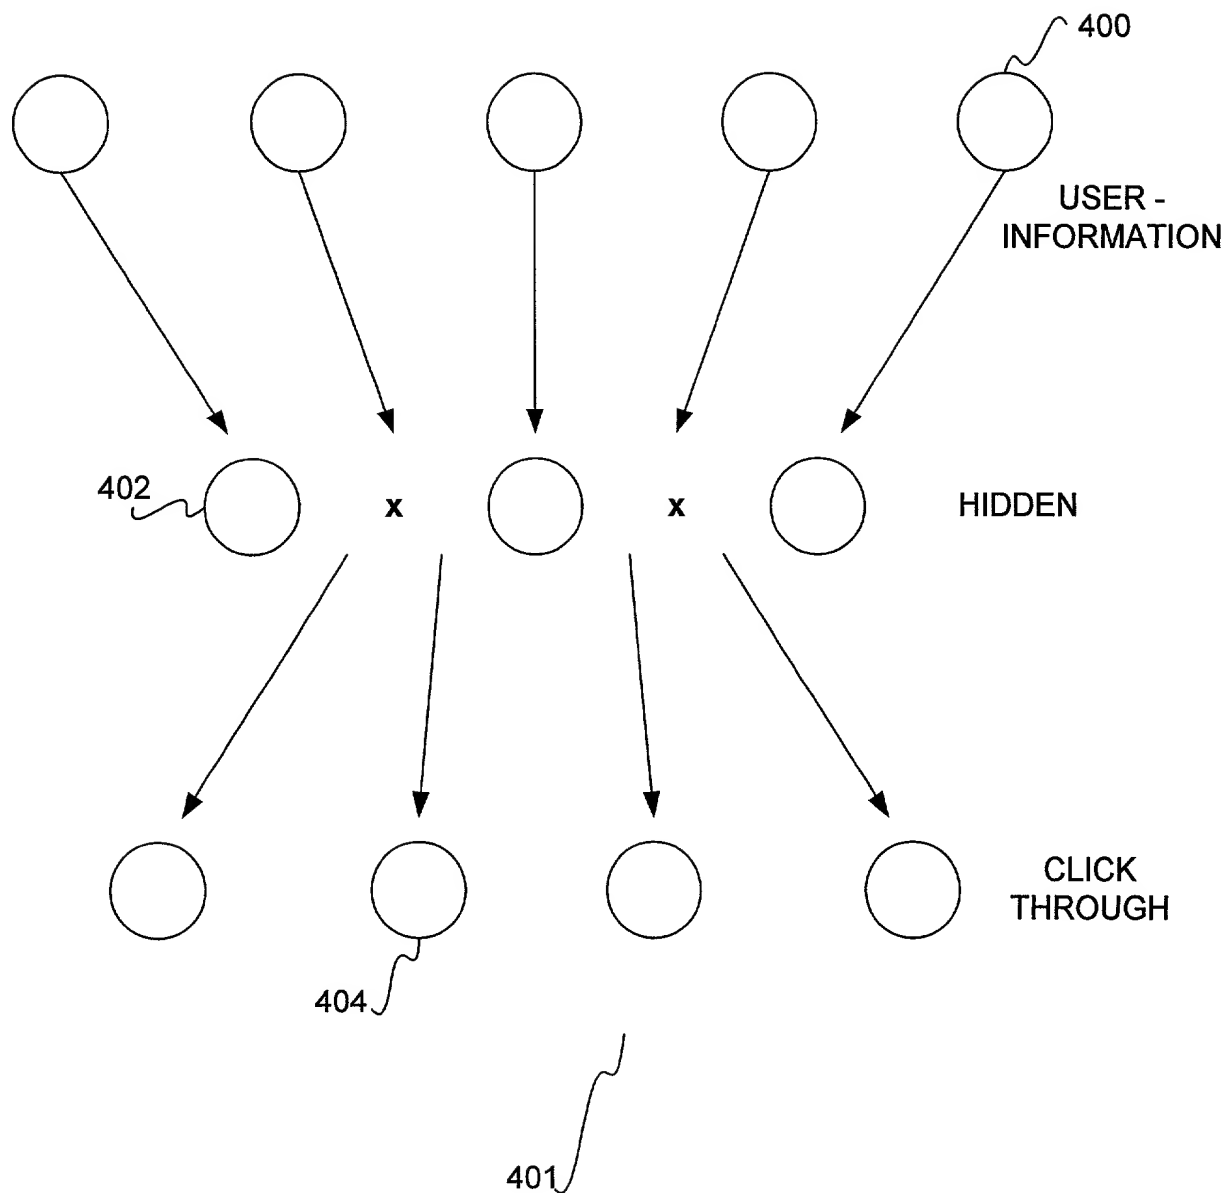 400
USER -
INFORMATION
402
x
x
HIDDEN
CLICK
THROUGH
404
401